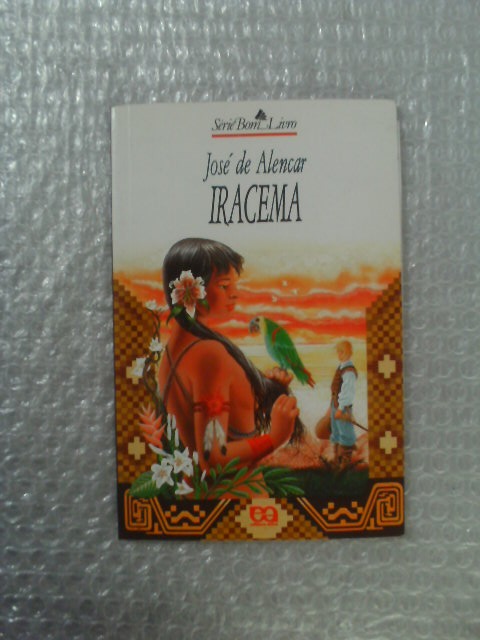 Série Bom Livro
José de Alencar
IRACEMA